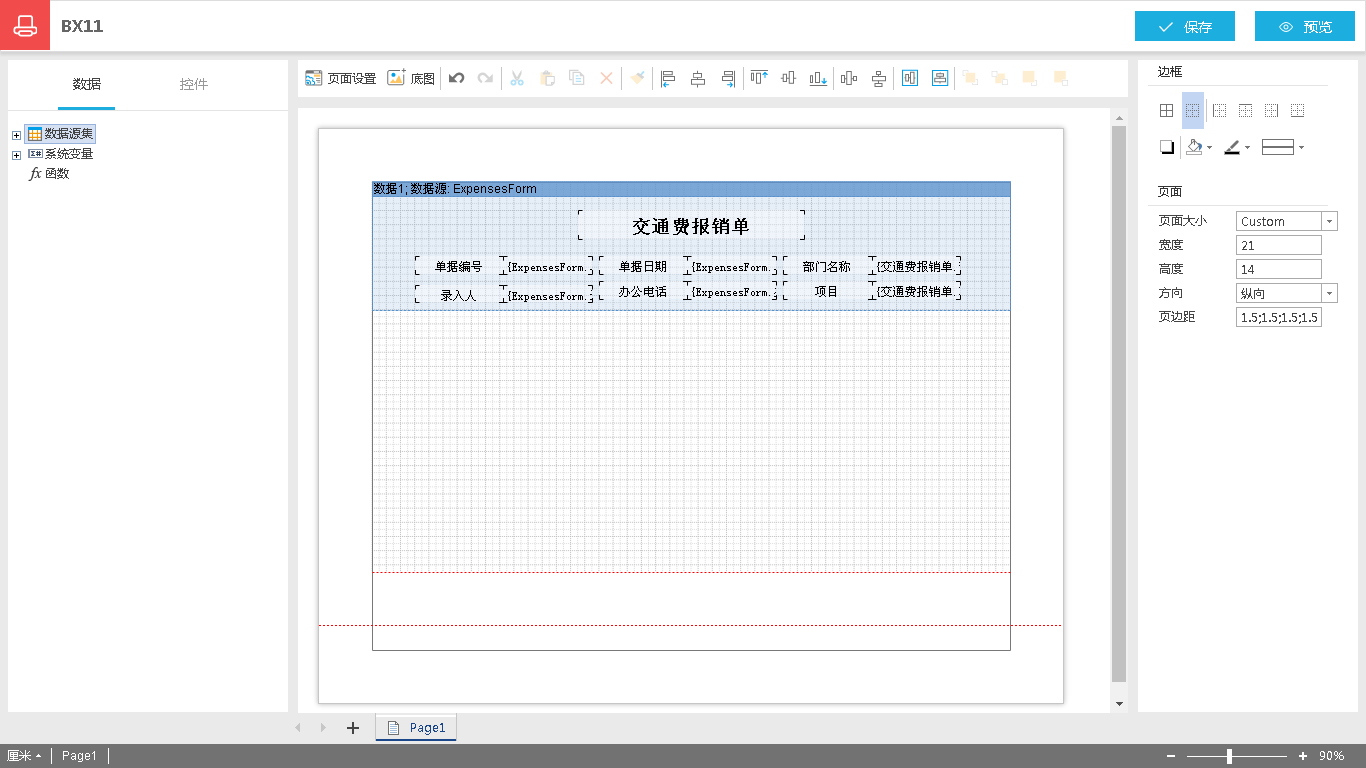 BX11
保存
预览
数据
控件
数据源集
系统变量
fx 函数
页面设置
底图
数据1; 数据源: ExpensesForm
交通费报销单
单据编号 {ExpensesForm. 单据日期 {ExpensesForm. 部门名称 {交通费报销单.
录入人 {ExpensesForm. 办公电话 {ExpensesForm. 项目 {交通费报销单.
边框
页面
页面大小 Custom
宽度 21
高度 14
方向 纵向
页边距 1.5;1.5;1.5;1.5
Page1
厘米 Page1
90%